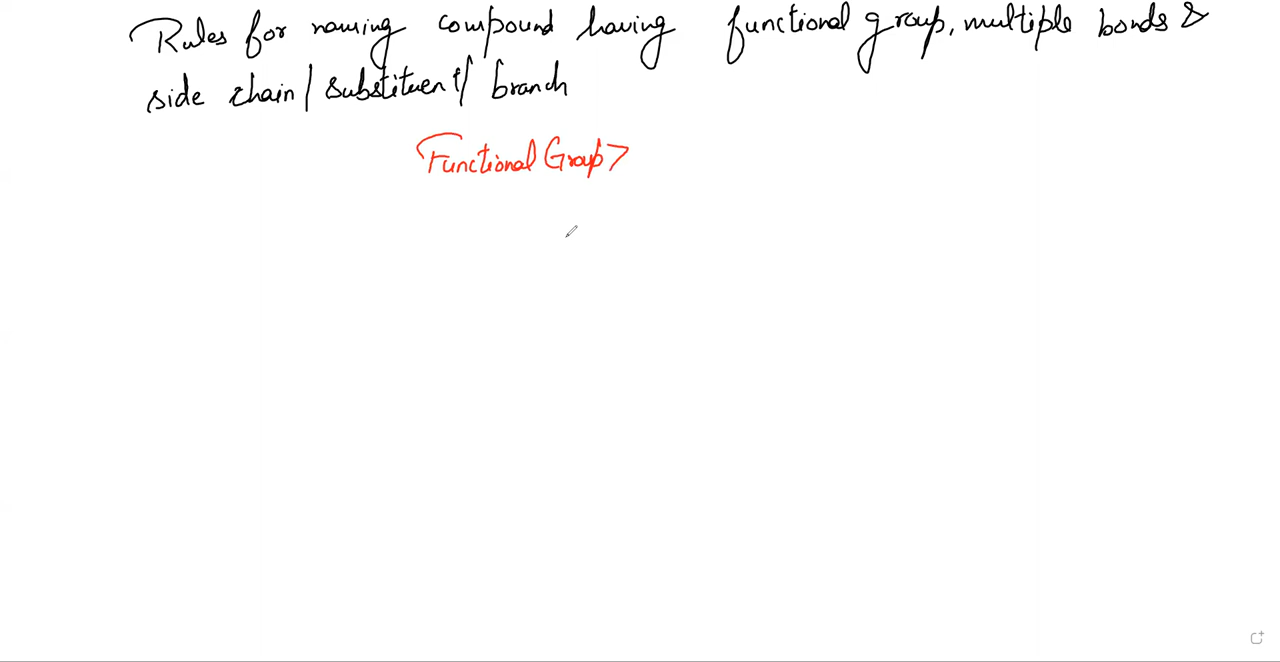 Rules for naming compound having functional group, multiple bonds &
side chain/substituent/branch
Functional Group >